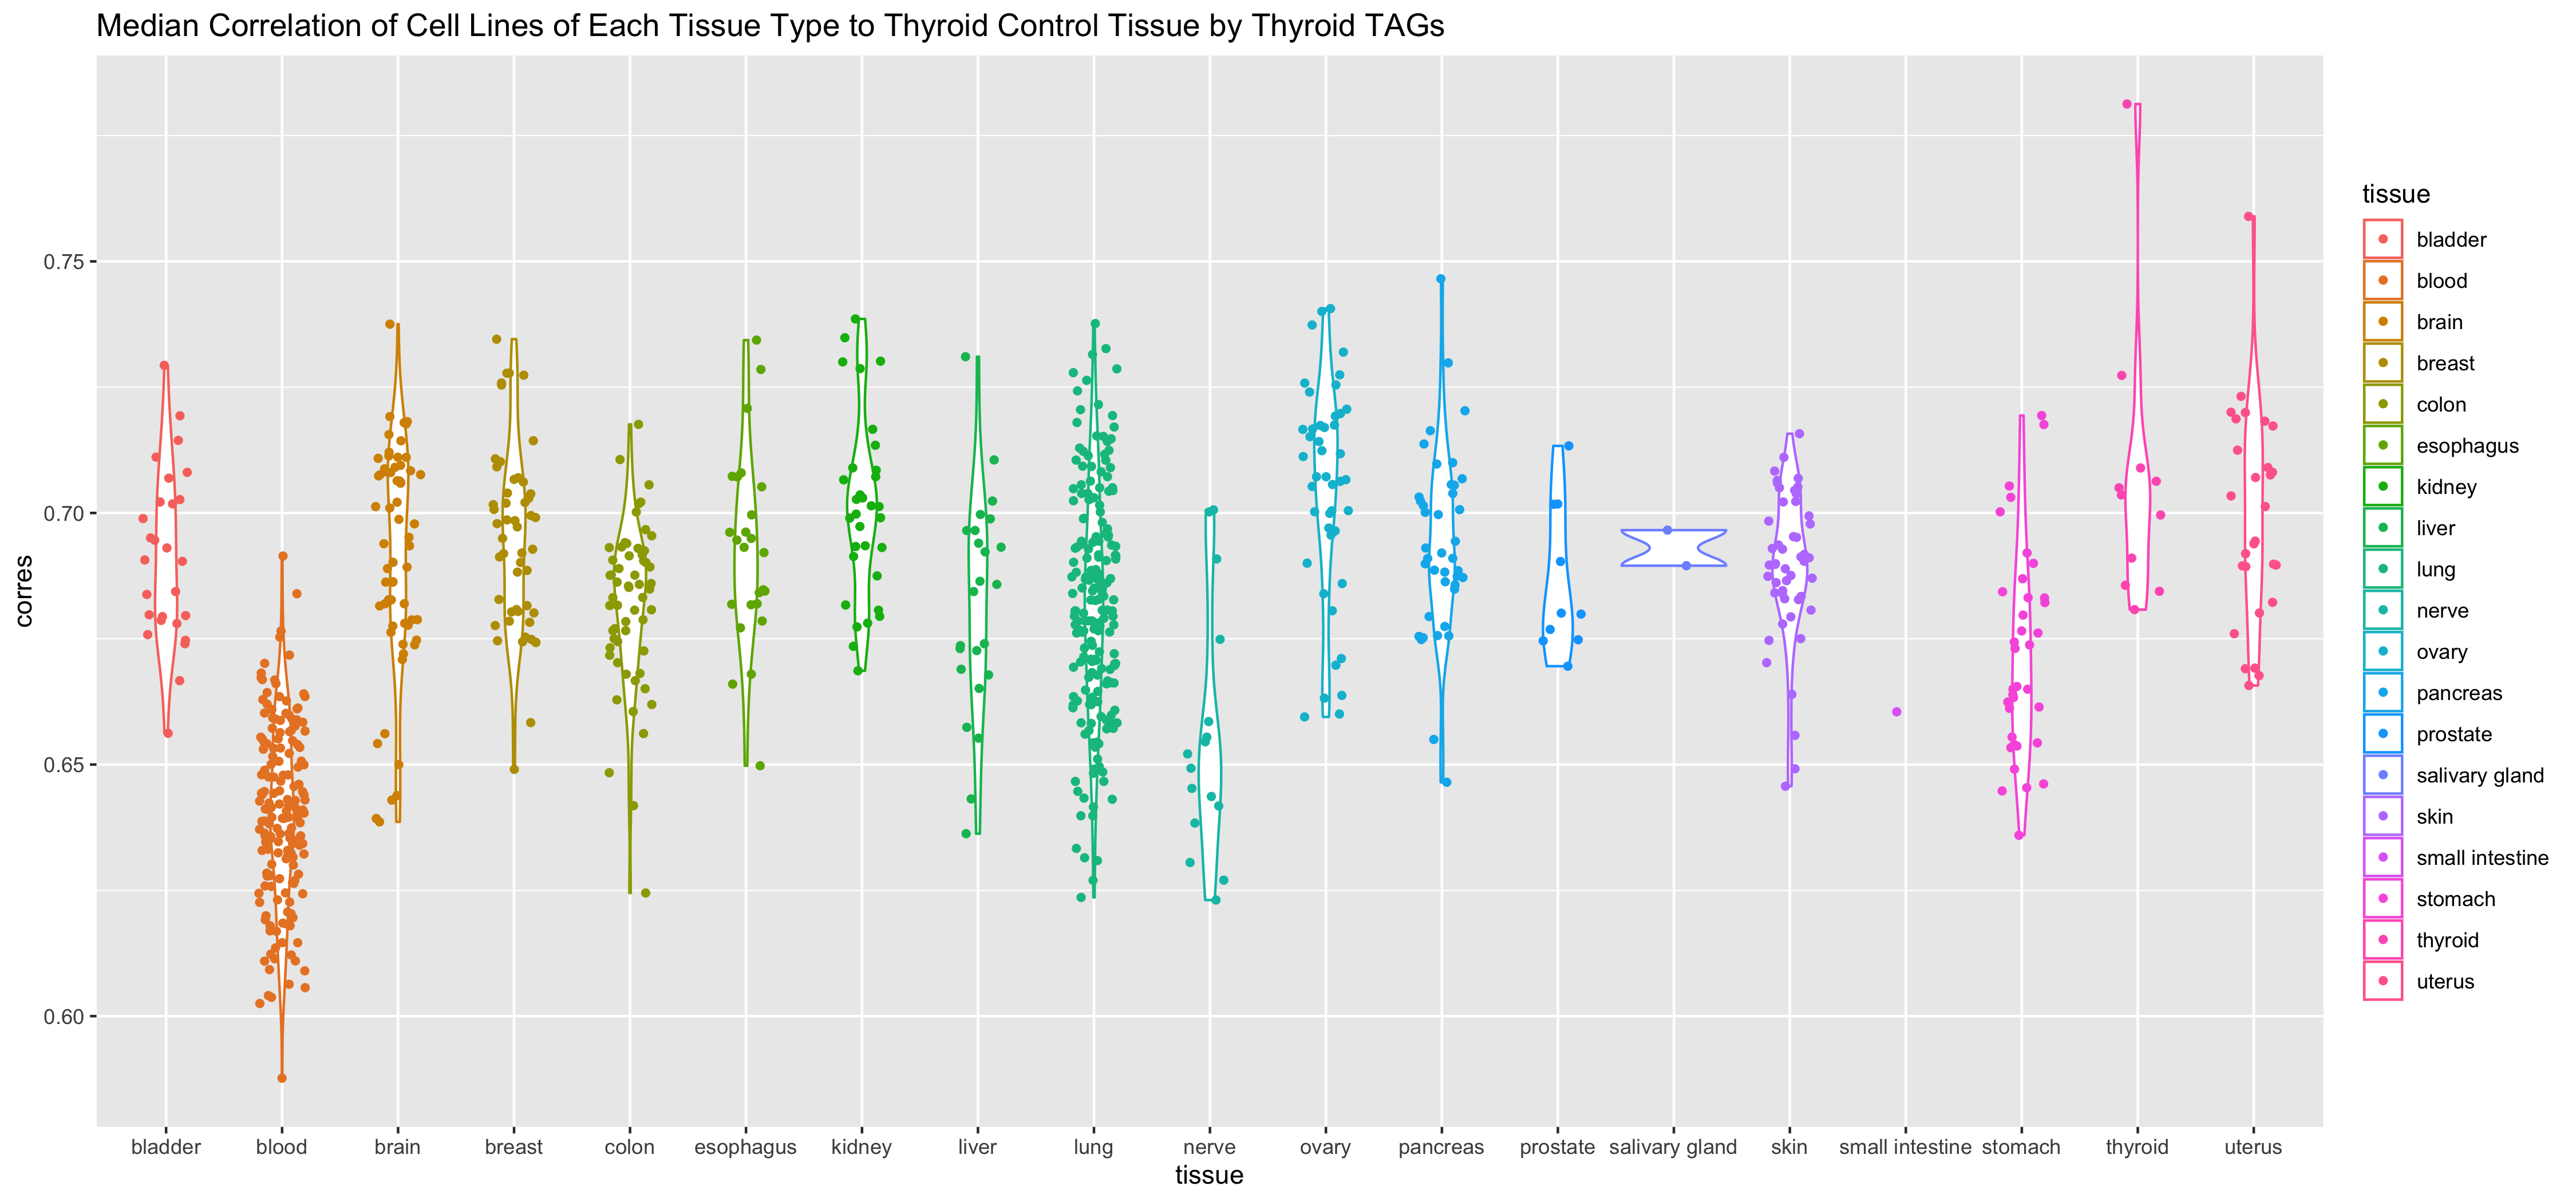 Median Correlation of Cell Lines of Each Tissue Type to Thyroid Control Tissue by Thyroid TAGs
corres
0.75
0.70
0.65
0.60
bladder blood brain breast colon esophagus kidney liver lung nerve ovary pancreas prostate salivary gland skin small intestine stomach thyroid uterus
tissue
tissue
bladder
blood
brain
breast
colon
esophagus
kidney
liver
lung
nerve
ovary
pancreas
prostate
salivary gland
skin
small intestine
stomach
thyroid
uterus